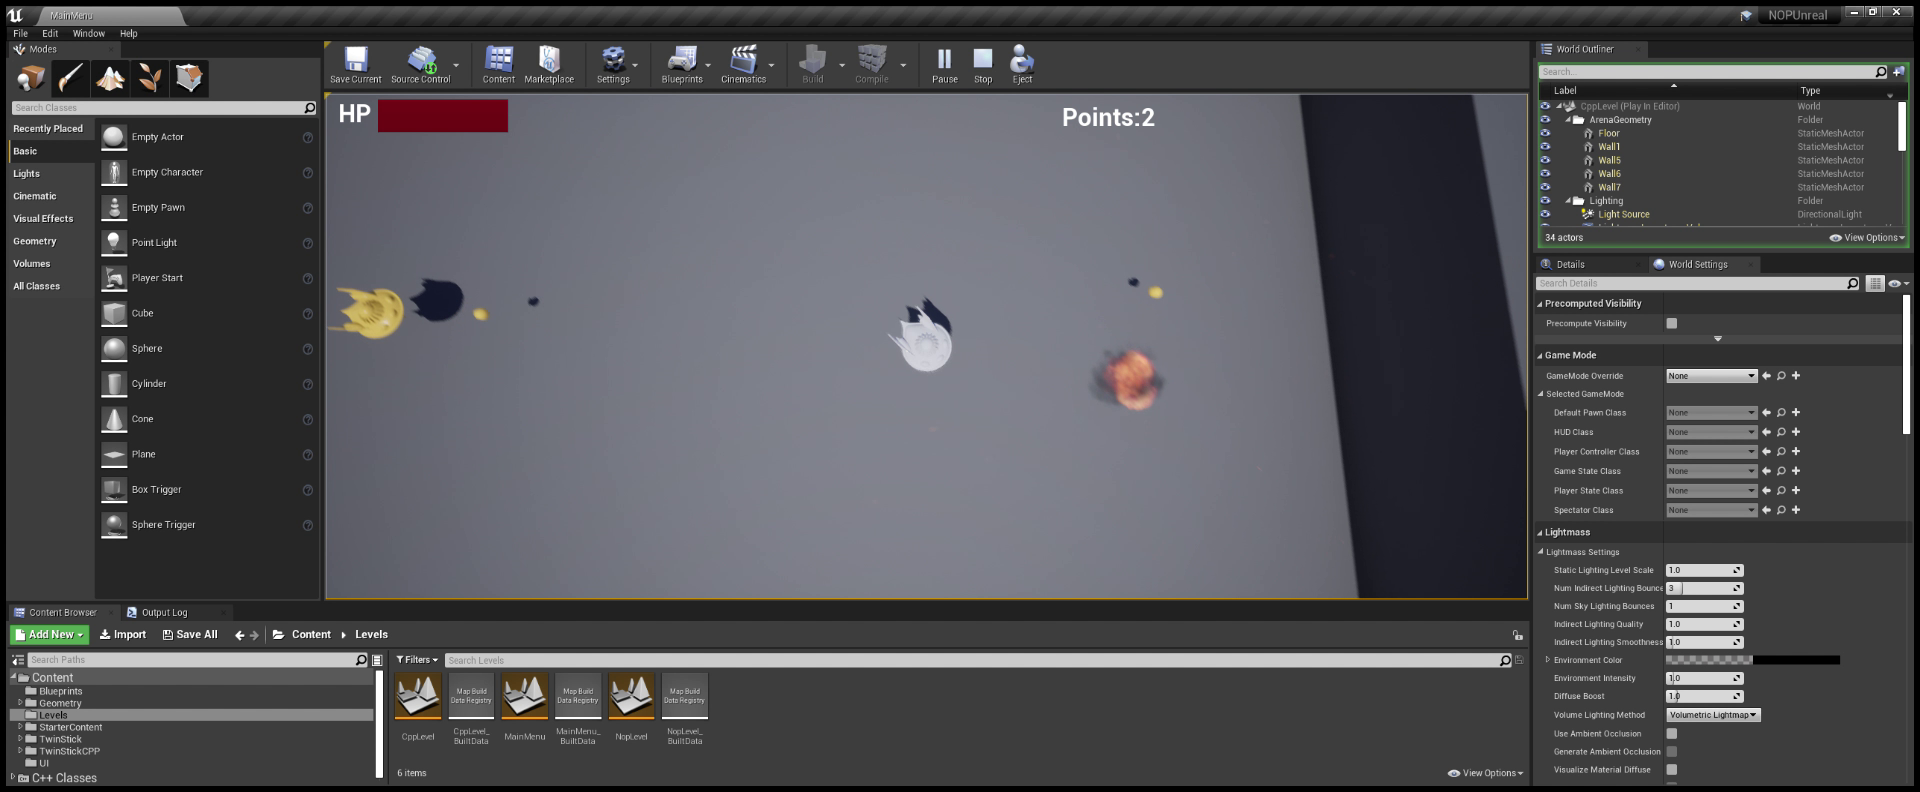 MainMenu
NOPUnreal
File Edit Window Help
Modes
Search Classes
Recently Placed
Basic
Lights
Cinematic
Visual Effects
Geometry
Volumes
All Classes
Empty Actor
Empty Character
Empty Pawn
Point Light
Player Start
Cube
Sphere
Cylinder
Cone
Plane
Box Trigger
Sphere Trigger
Save Current Source Control Content Marketplace Settings Blueprints Cinematics Build Compile Pause Stop Eject
HP
Points:2
World Outliner
Search...
Label Type
CppLevel (Play In Editor) World
ArenaGeometry Folder
Floor StaticMeshActor
Wall1 StaticMeshActor
Wall5 StaticMeshActor
Wall6 StaticMeshActor
Wall7 StaticMeshActor
Lighting Folder
Light Source DirectionalLight
34 actors View Options
Details World Settings
Search Details
Precomputed Visibility
Precompute Visibility
Game Mode
GameMode Override None
Selected GameMode
Default Pawn Class None
HUD Class None
Player Controller Class None
Game State Class None
Player State Class None
Spectator Class None
Lightmass
Lightmass Settings
Static Lighting Level Scale 1.0
Num Indirect Lighting Bounce 3
Num Sky Lighting Bounces 1
Indirect Lighting Quality 1.0
Indirect Lighting Smoothness 1.0
Environment Color
Environment Intensity 1.0
Diffuse Boost 1.0
Volume Lighting Method Volumetric Lightmap
Use Ambient Occlusion
Generate Ambient Occlusion
Visualize Material Diffuse
Content Browser Output Log
Add New Import Save All Content Levels
Search Paths
Content
Blueprints
Geometry
Levels
StarterContent
TwinStick
TwinStickCPP
UI
C++ Classes
Filters Search Levels
Map Build Data Registry
Map Build Data Registry
Map Build Data Registry
CppLevel
CppLevel_BuiltData
MainMenu
MainMenu_BuiltData
NopLevel
NopLevel_BuiltData
6 items View Options